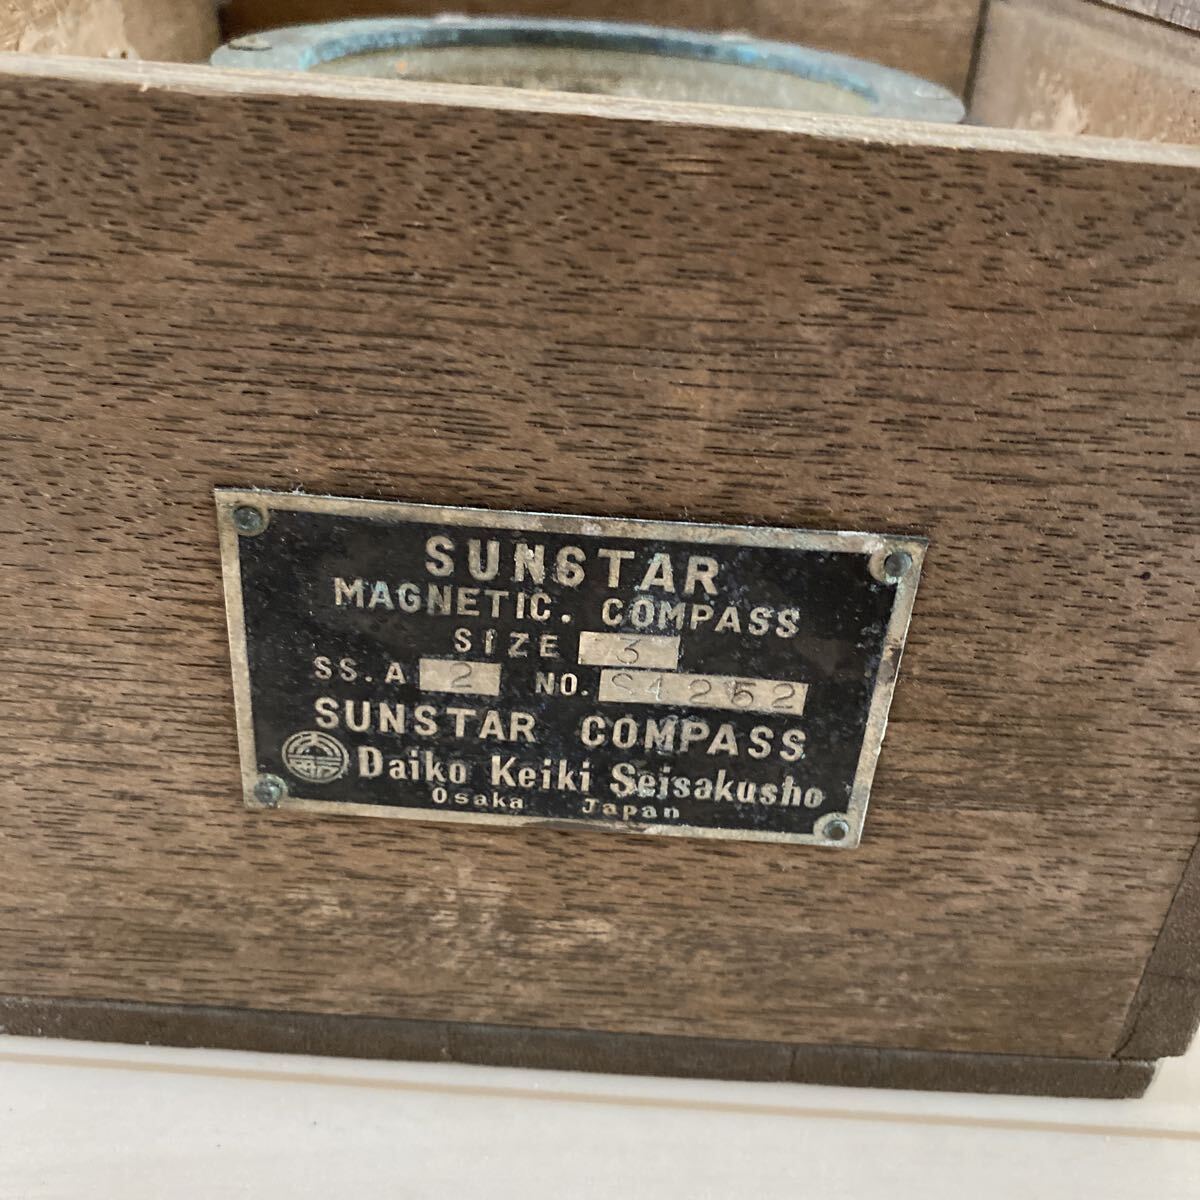 SUNSTAR
MAGNETIC. COMPASS
SIZE 3
SS. A 2 NO. S4252
SUNSTAR COMPASS
Daiko Keiki Seisakusho
Osaka Japan